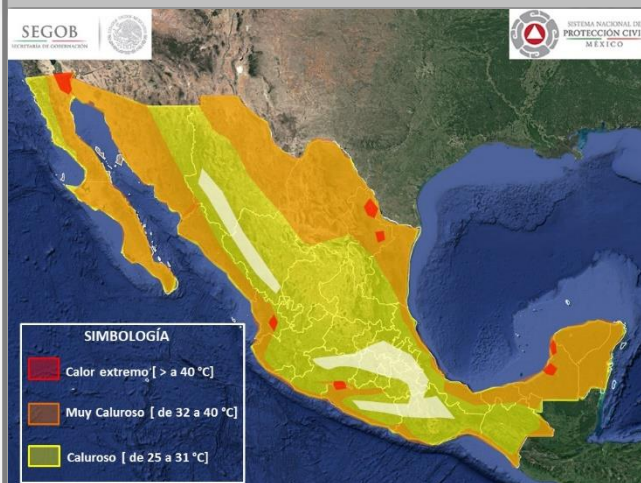 SEGOB
SECRETARÍA DE GOBERNACIÓN
SISTEMA NACIONAL DE
PROTECCIÓN CIVIL
MÉXICO
SIMBOLOGÍA
Calor extremo [ > a 40 °C]
Muy Caluroso [ de 32 a 40 °C]
Caluroso [ de 25 a 31 °C]